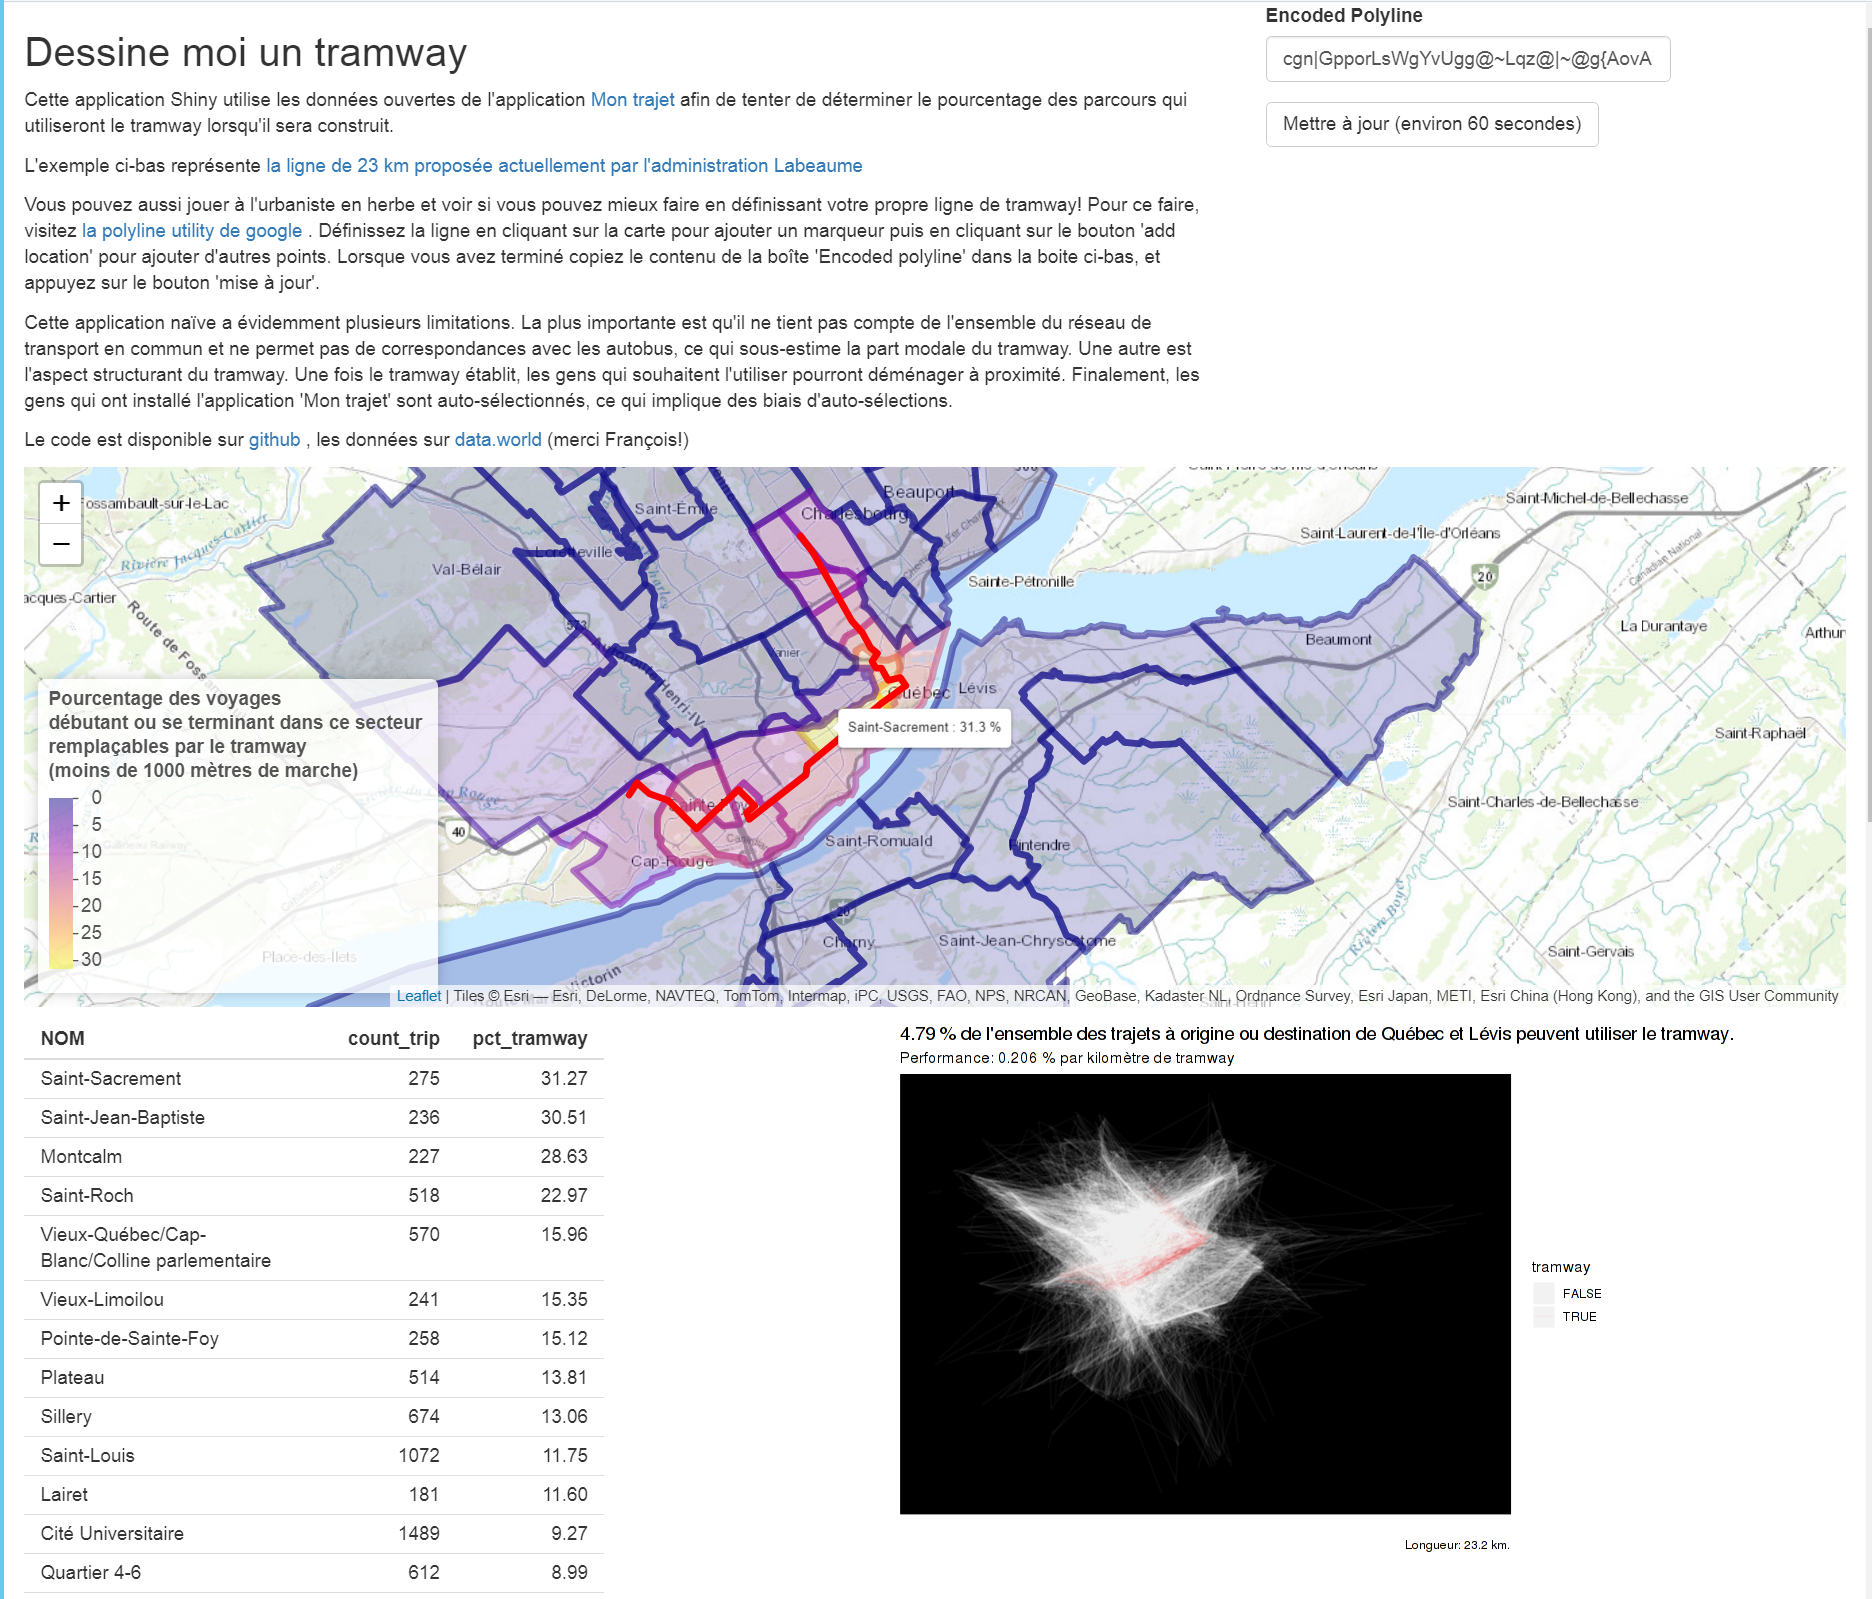 Encoded Polyline
cgn|GpporLsWgYvUgg@~Lqz@|~@g{AovA
Mettre à jour (environ 60 secondes)
Dessine moi un tramway
Cette application Shiny utilise les données ouvertes de l'application Mon trajet afin de tenter de déterminer le pourcentage des parcours qui
utiliseront le tramway lorsqu'il sera construit.
L'exemple ci-bas représente la ligne de 23 km proposée actuellement par l'administration Labeaume
Vous pouvez aussi jouer à l'urbaniste en herbe et voir si vous pouvez mieux faire en définissant votre propre ligne de tramway! Pour ce faire,
visitez la polyline utility de google . Définissez la ligne en cliquant sur la carte pour ajouter un marqueur puis en cliquant sur le bouton 'add
location' pour ajouter d'autres points. Lorsque vous avez terminé copiez le contenu de la boîte 'Encoded polyline' dans la boite ci-bas, et
appuyez sur le bouton 'mise à jour'.
Cette application naïve a évidemment plusieurs limitations. La plus importante est qu'il ne tient pas compte de l'ensemble du réseau de
transport en commun et ne permet pas de correspondances avec les autobus, ce qui sous-estime la part modale du tramway. Une autre est
l'aspect structurant du tramway. Une fois le tramway établit, les gens qui souhaitent l'utiliser pourront déménager à proximité. Finalement, les
gens qui ont installé l'application 'Mon trajet' sont auto-sélectionnés, ce qui implique des biais d'auto-sélections.
Le code est disponible sur github , les données sur data.world (merci François!)
+
−
ossambault-sur-le-Lac
Rivière Jacques-Cartier
acques-Cartier
Route de Foss
Val-Bélair
Loretteville
Saint-Émile
Charlesbourg
Beauport
Charles
573
Autoroute Henri-IV
Vanier
Québec
Lévis
Sainte-Pétronille
Saint-Laurent-de-l'Île-d'Orléans
Saint-Michel-de-Bellechasse
20
Canadian National
La Durantaye
Arthur
Beaumont
Saint-Raphaël
Saint-Charles-de-Bellechasse
Saint-Gervais
Rivière Boyer
Saint-Sacrement : 31.3 %
Sainte-Foy
Cap-Rouge
Saint-Romuald
Pintendre
20
Charny
Saint-Jean-Chrysostome
40
Place-des-Ilets
Pourcentage des voyages
débutant ou se terminant dans ce secteur
remplaçables par le tramway
(moins de 1000 mètres de marche)
0
5
10
15
20
25
30
Leaflet | Tiles © Esri — Esri, DeLorme, NAVTEQ, TomTom, Intermap, iPC, USGS, FAO, NPS, NRCAN, GeoBase, Kadaster NL, Ordnance Survey, Esri Japan, METI, Esri China (Hong Kong), and the GIS User Community
NOM count_trip pct_tramway
Saint-Sacrement 275 31.27
Saint-Jean-Baptiste 236 30.51
Montcalm 227 28.63
Saint-Roch 518 22.97
Vieux-Québec/Cap- 570 15.96
Blanc/Colline parlementaire
Vieux-Limoilou 241 15.35
Pointe-de-Sainte-Foy 258 15.12
Plateau 514 13.81
Sillery 674 13.06
Saint-Louis 1072 11.75
Lairet 181 11.60
Cité Universitaire 1489 9.27
Quartier 4-6 612 8.99
4.79 % de l'ensemble des trajets à origine ou destination de Québec et Lévis peuvent utiliser le tramway.
Performance: 0.206 % par kilomètre de tramway
tramway
FALSE
TRUE
Longueur: 23.2 km.